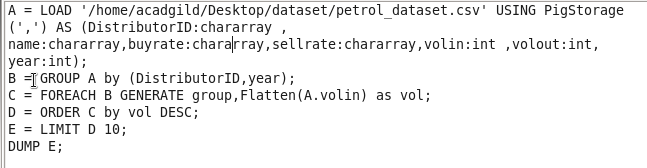 A = LOAD '/home/acadgild/Desktop/dataset/petrol_dataset.csv' USING PigStorage
(',') AS (DistributorID:chararray ,
name:chararray,buyrate:chararray,sellrate:chararray,volin:int ,volout:int,
year:int);
B = GROUP A by (DistributorID,year);
C = FOREACH B GENERATE group,Flatten(A.volin) as vol;
D = ORDER C by vol DESC;
E = LIMIT D 10;
DUMP E;